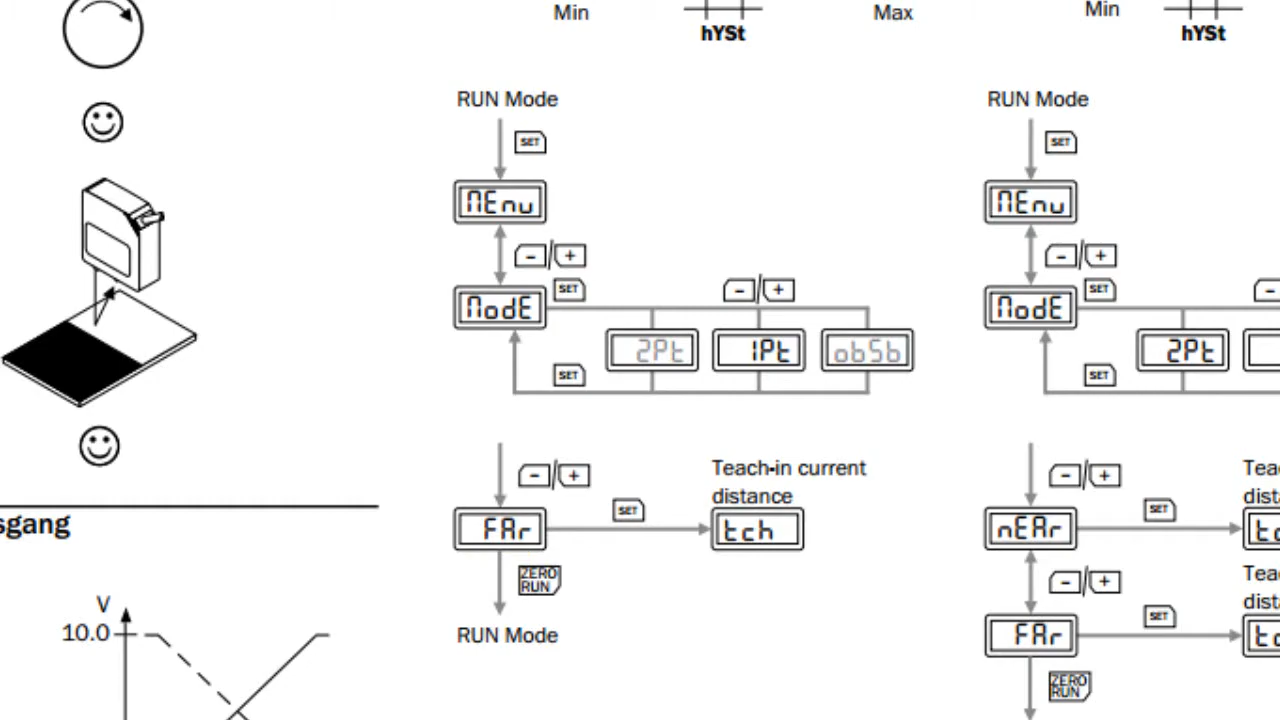 Min
Max
hYSt
RUN Mode
SET
MEnu
− / +
ModE
SET
− / +
2Pt
1Pt
obSb
SET
− / +
FAr
SET
Teach-in current
distance
tch
ZERO
RUN
RUN Mode
Min
hYSt
RUN Mode
SET
MEnu
− / +
ModE
SET
−
2Pt
SET
− / +
nEAr
SET
− / +
FAr
SET
ZERO
RUN
sgang
V
10.0